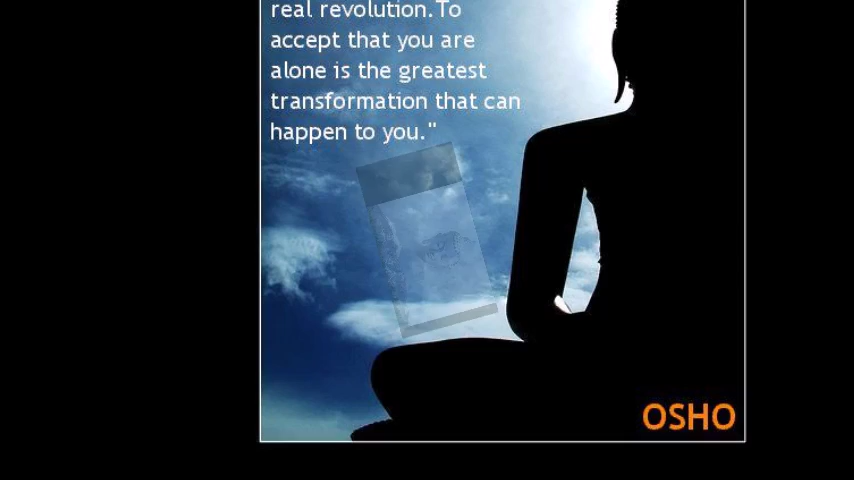 real revolution.To
accept that you are
alone is the greatest
transformation that can
happen to you."
OSHO